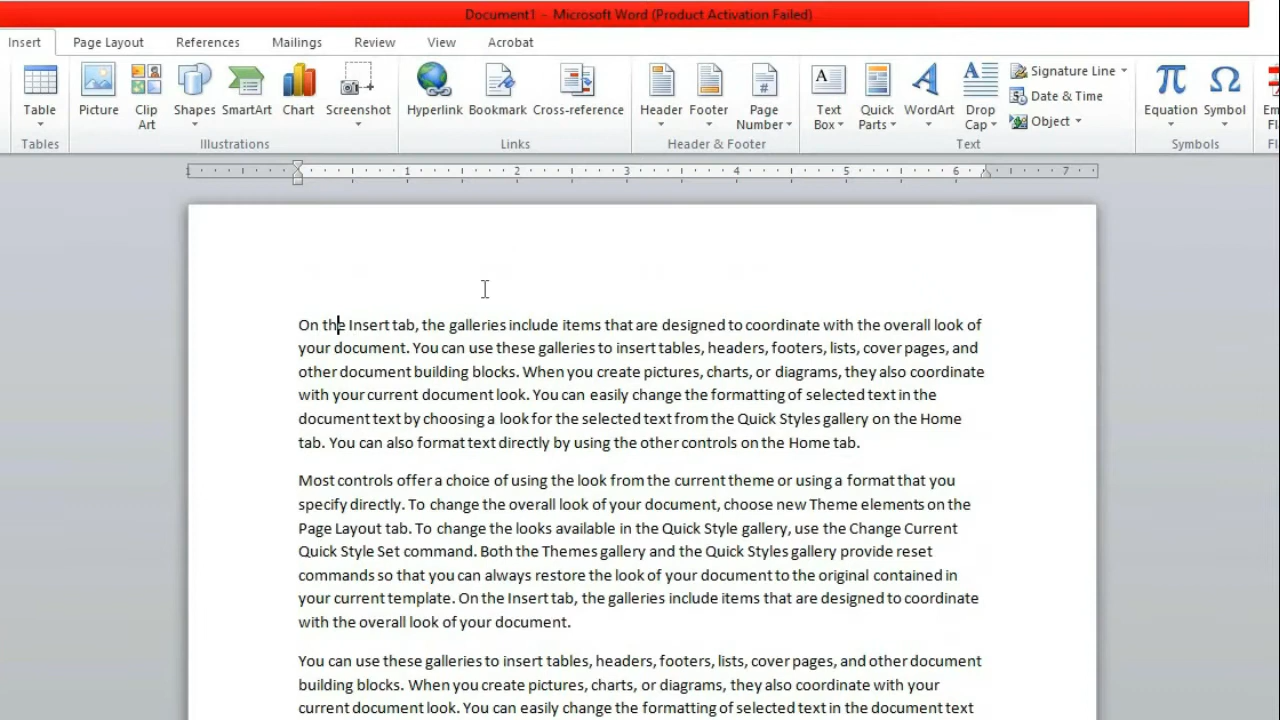 Document1 - Microsoft Word (Product Activation Failed)
Insert Page Layout References Mailings Review View Acrobat
Table Picture Clip Art Shapes SmartArt Chart Screenshot Hyperlink Bookmark Cross-reference Header Footer Page Number Text Box Quick Parts WordArt Drop Cap Signature Line Date & Time Object Equation Symbol
Tables Illustrations Links Header & Footer Text Symbols
1 1 2 3 4 5 6 7
On the Insert tab, the galleries include items that are designed to coordinate with the overall look of
your document. You can use these galleries to insert tables, headers, footers, lists, cover pages, and
other document building blocks. When you create pictures, charts, or diagrams, they also coordinate
with your current document look. You can easily change the formatting of selected text in the
document text by choosing a look for the selected text from the Quick Styles gallery on the Home
tab. You can also format text directly by using the other controls on the Home tab.
Most controls offer a choice of using the look from the current theme or using a format that you
specify directly. To change the overall look of your document, choose new Theme elements on the
Page Layout tab. To change the looks available in the Quick Style gallery, use the Change Current
Quick Style Set command. Both the Themes gallery and the Quick Styles gallery provide reset
commands so that you can always restore the look of your document to the original contained in
your current template. On the Insert tab, the galleries include items that are designed to coordinate
with the overall look of your document.
You can use these galleries to insert tables, headers, footers, lists, cover pages, and other document
building blocks. When you create pictures, charts, or diagrams, they also coordinate with your
current document look. You can easily change the formatting of selected text in the document text